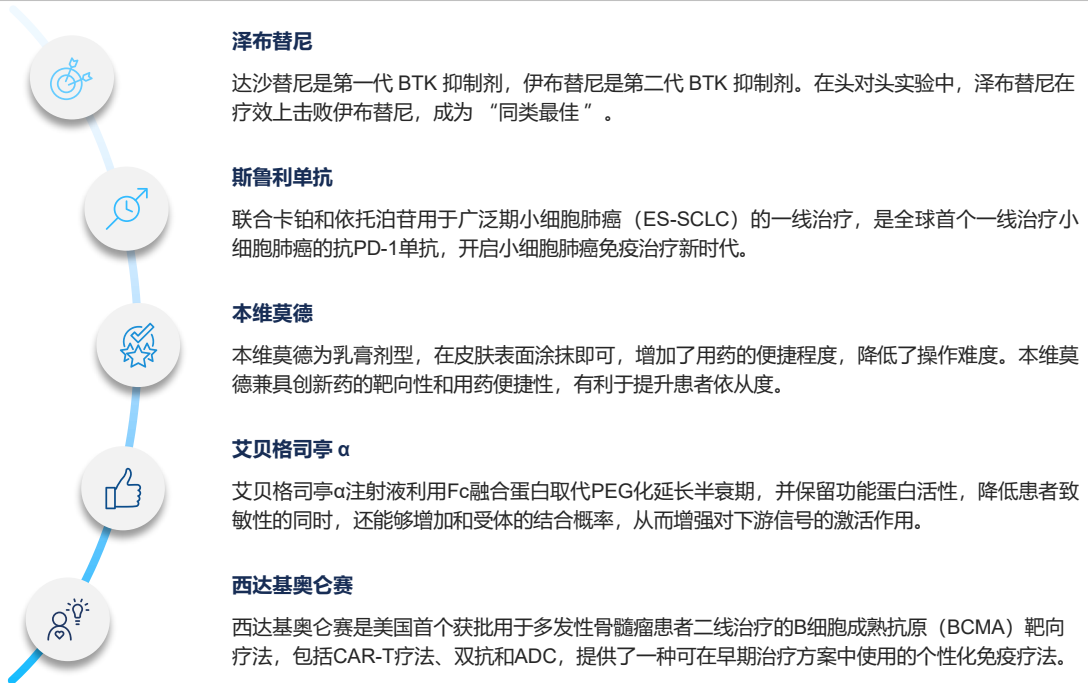 泽布替尼
达沙替尼是第一代 BTK 抑制剂，伊布替尼是第二代 BTK 抑制剂。在头对头实验中，泽布替尼在
疗效上击败伊布替尼，成为 “同类最佳 ”。
斯鲁利单抗
联合卡铂和依托泊苷用于广泛期小细胞肺癌（ES-SCLC）的一线治疗，是全球首个一线治疗小
细胞肺癌的抗PD-1单抗，开启小细胞肺癌免疫治疗新时代。
本维莫德
本维莫德为乳膏剂型，在皮肤表面涂抹即可，增加了用药的便捷程度，降低了操作难度。本维莫
德兼具创新药的靶向性和用药便捷性，有利于提升患者依从度。
艾贝格司亭 α
艾贝格司亭α注射液利用Fc融合蛋白取代PEG化延长半衰期，并保留功能蛋白活性，降低患者致
敏性的同时，还能够增加和受体的结合概率，从而增强对下游信号的激活作用。
西达基奥仑赛
西达基奥仑赛是美国首个获批用于多发性骨髓瘤患者二线治疗的B细胞成熟抗原（BCMA）靶向
疗法，包括CAR-T疗法、双抗和ADC，提供了一种可在早期治疗方案中使用的个性化免疫疗法。